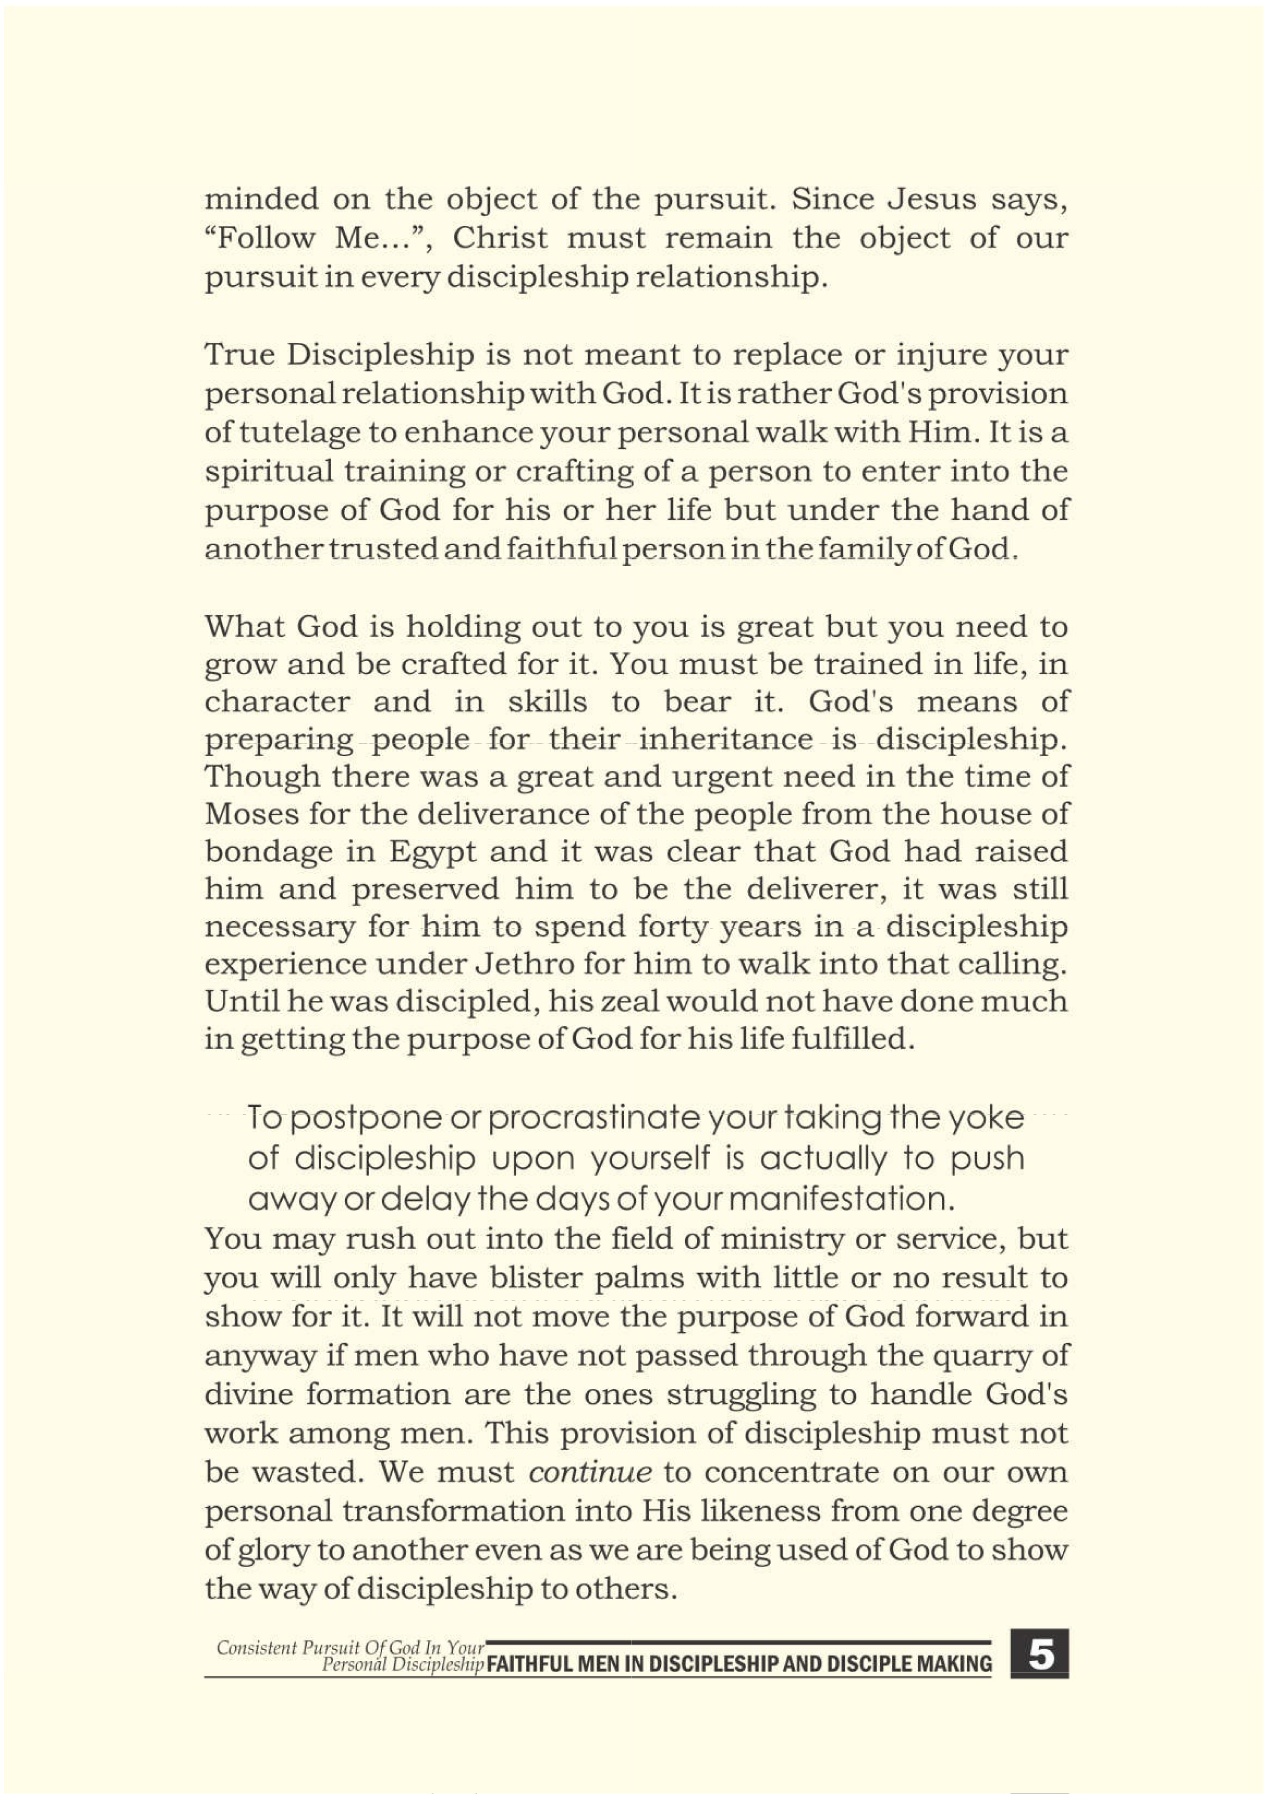 minded on the object of the pursuit. Since Jesus says,
“Follow Me...”, Christ must remain the object of our
pursuit in every discipleship relationship.
True Discipleship is not meant to replace or injure your
personal relationship with God. It is rather God's provision
of tutelage to enhance your personal walk with Him. It is a
spiritual training or crafting of a person to enter into the
purpose of God for his or her life but under the hand of
another trusted and faithful person in the family of God.
What God is holding out to you is great but you need to
grow and be crafted for it. You must be trained in life, in
character and in skills to bear it. God's means of
preparing people for their inheritance is discipleship.
Though there was a great and urgent need in the time of
Moses for the deliverance of the people from the house of
bondage in Egypt and it was clear that God had raised
him and preserved him to be the deliverer, it was still
necessary for him to spend forty years in a discipleship
experience under Jethro for him to walk into that calling.
Until he was discipled, his zeal would not have done much
in getting the purpose of God for his life fulfilled.
To postpone or procrastinate your taking the yoke
of discipleship upon yourself is actually to push
away or delay the days of your manifestation.
You may rush out into the field of ministry or service, but
you will only have blister palms with little or no result to
show for it. It will not move the purpose of God forward in
anyway if men who have not passed through the quarry of
divine formation are the ones struggling to handle God's
work among men. This provision of discipleship must not
be wasted. We must continue to concentrate on our own
personal transformation into His likeness from one degree
of glory to another even as we are being used of God to show
the way of discipleship to others.
Consistent Pursuit Of God In Your
Personal Discipleship FAITHFUL MEN IN DISCIPLESHIP AND DISCIPLE MAKING 5